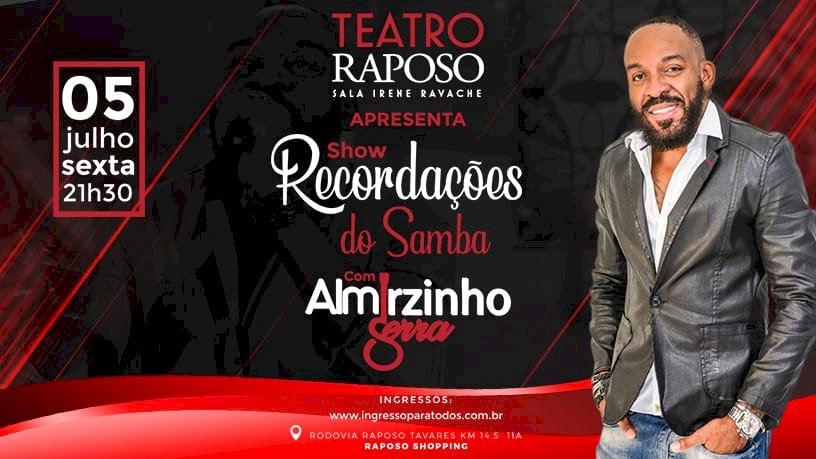 TEATRO
RAPOSO
SALA IRENE RAVACHE
APRESENTA
05
julho
sexta
21h30
Show
Recordações
do Samba
Com
Almirzinho
Serra
INGRESSOS:
www.ingressoparatodos.com.br
RODOVIA RAPOSO TAVARES KM 14.5 11A
RAPOSO SHOPPING